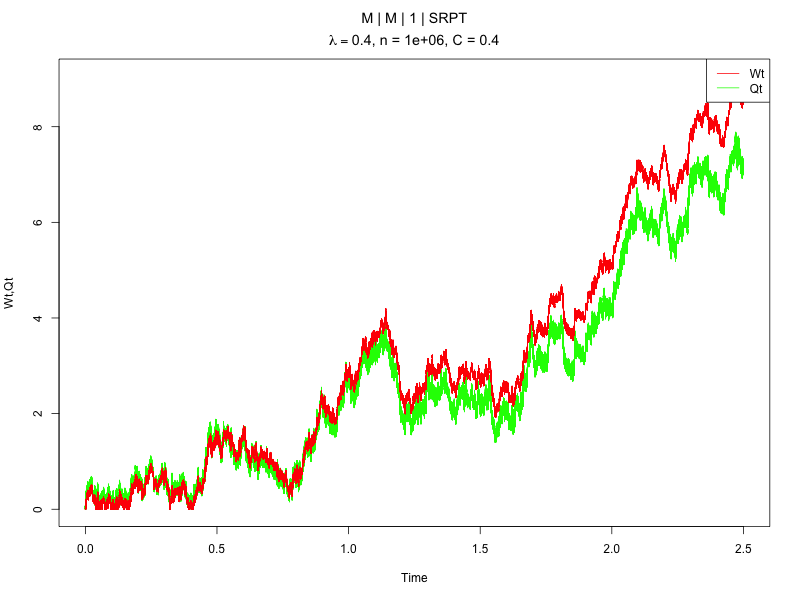 M | M | 1 | SRPT
λ = 0.4, n = 1e+06, C = 0.4
Wt
Qt
Wt,Qt
8
6
4
2
0
0.0 0.5 1.0 1.5 2.0 2.5
Time